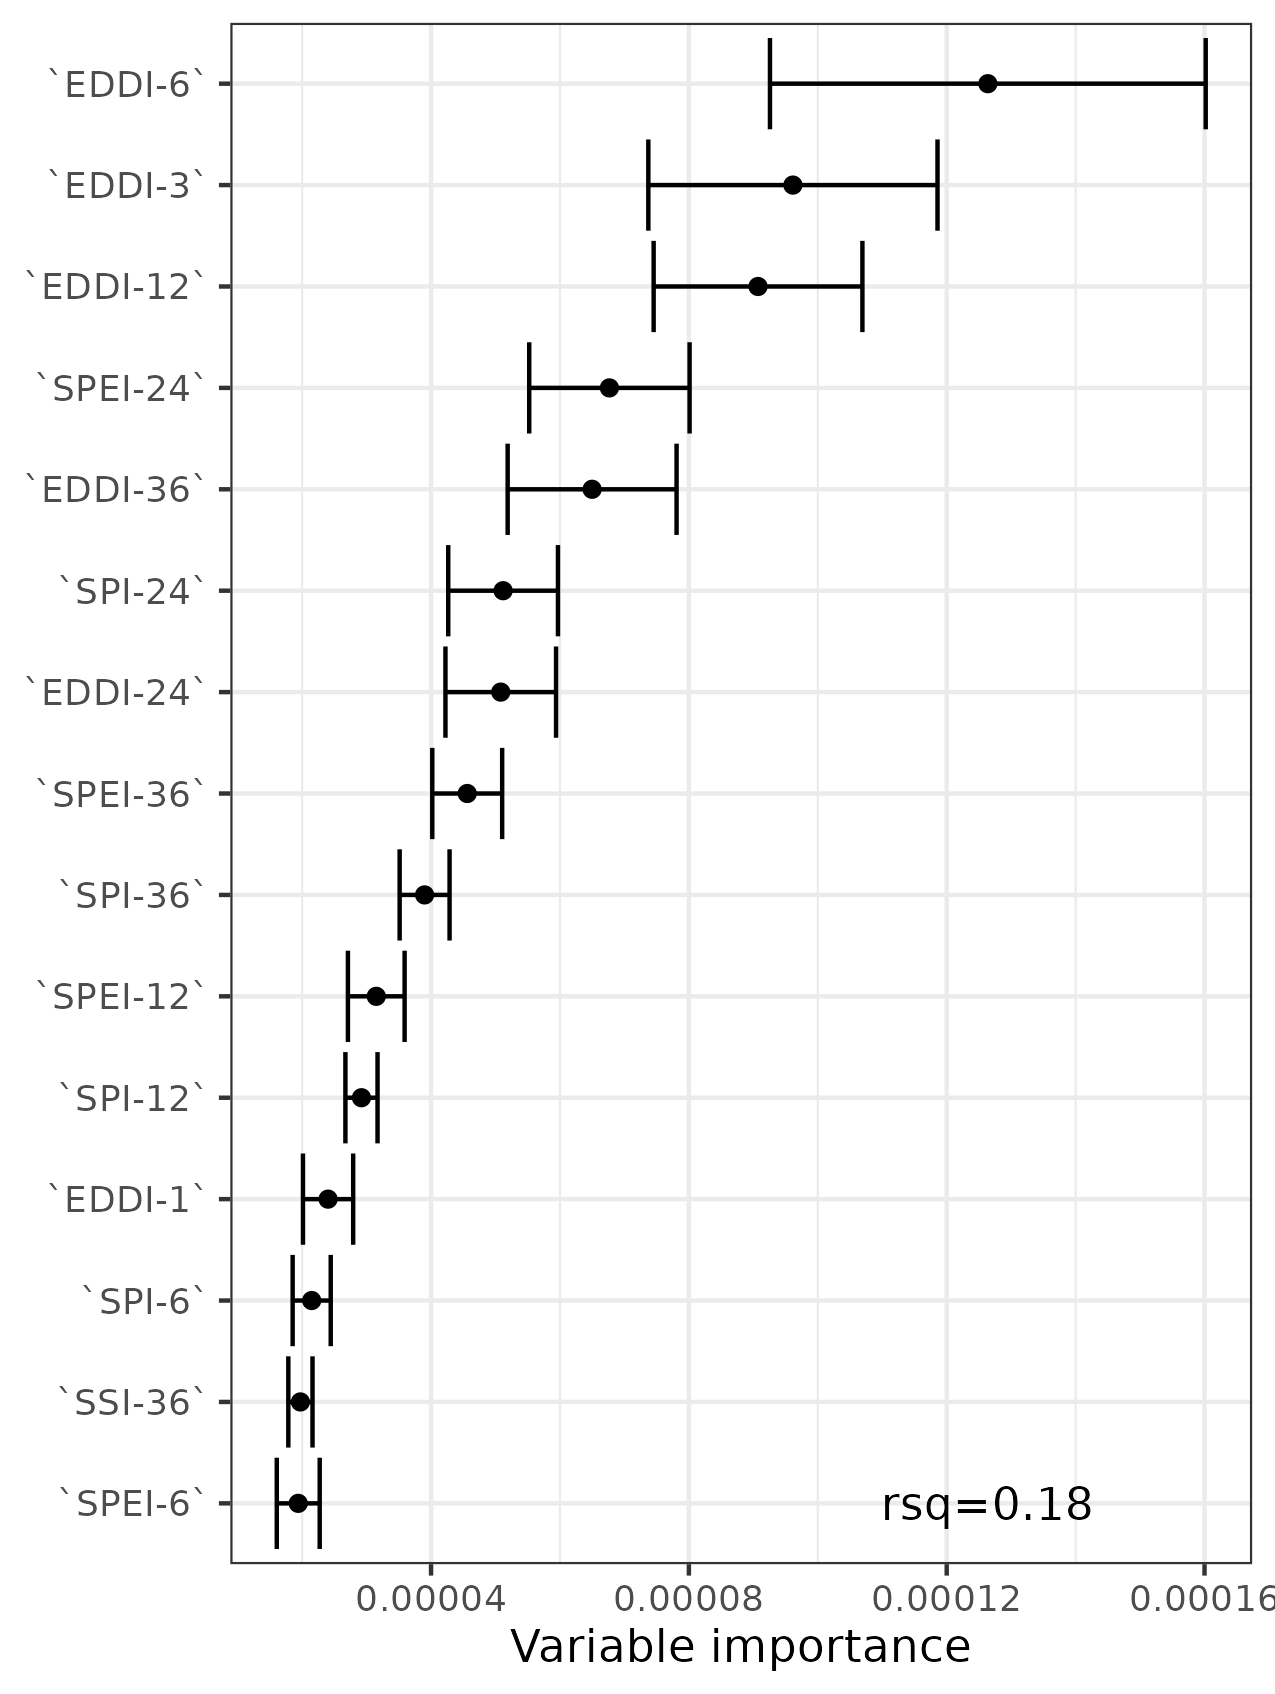 `EDDI-6`
`EDDI-3`
`EDDI-12`
`SPEI-24`
`EDDI-36`
`SPI-24`
`EDDI-24`
`SPEI-36`
`SPI-36`
`SPEI-12`
`SPI-12`
`EDDI-1`
`SPI-6`
`SSI-36`
`SPEI-6`
rsq=0.18
0.00004 0.00008 0.00012 0.00016
Variable importance